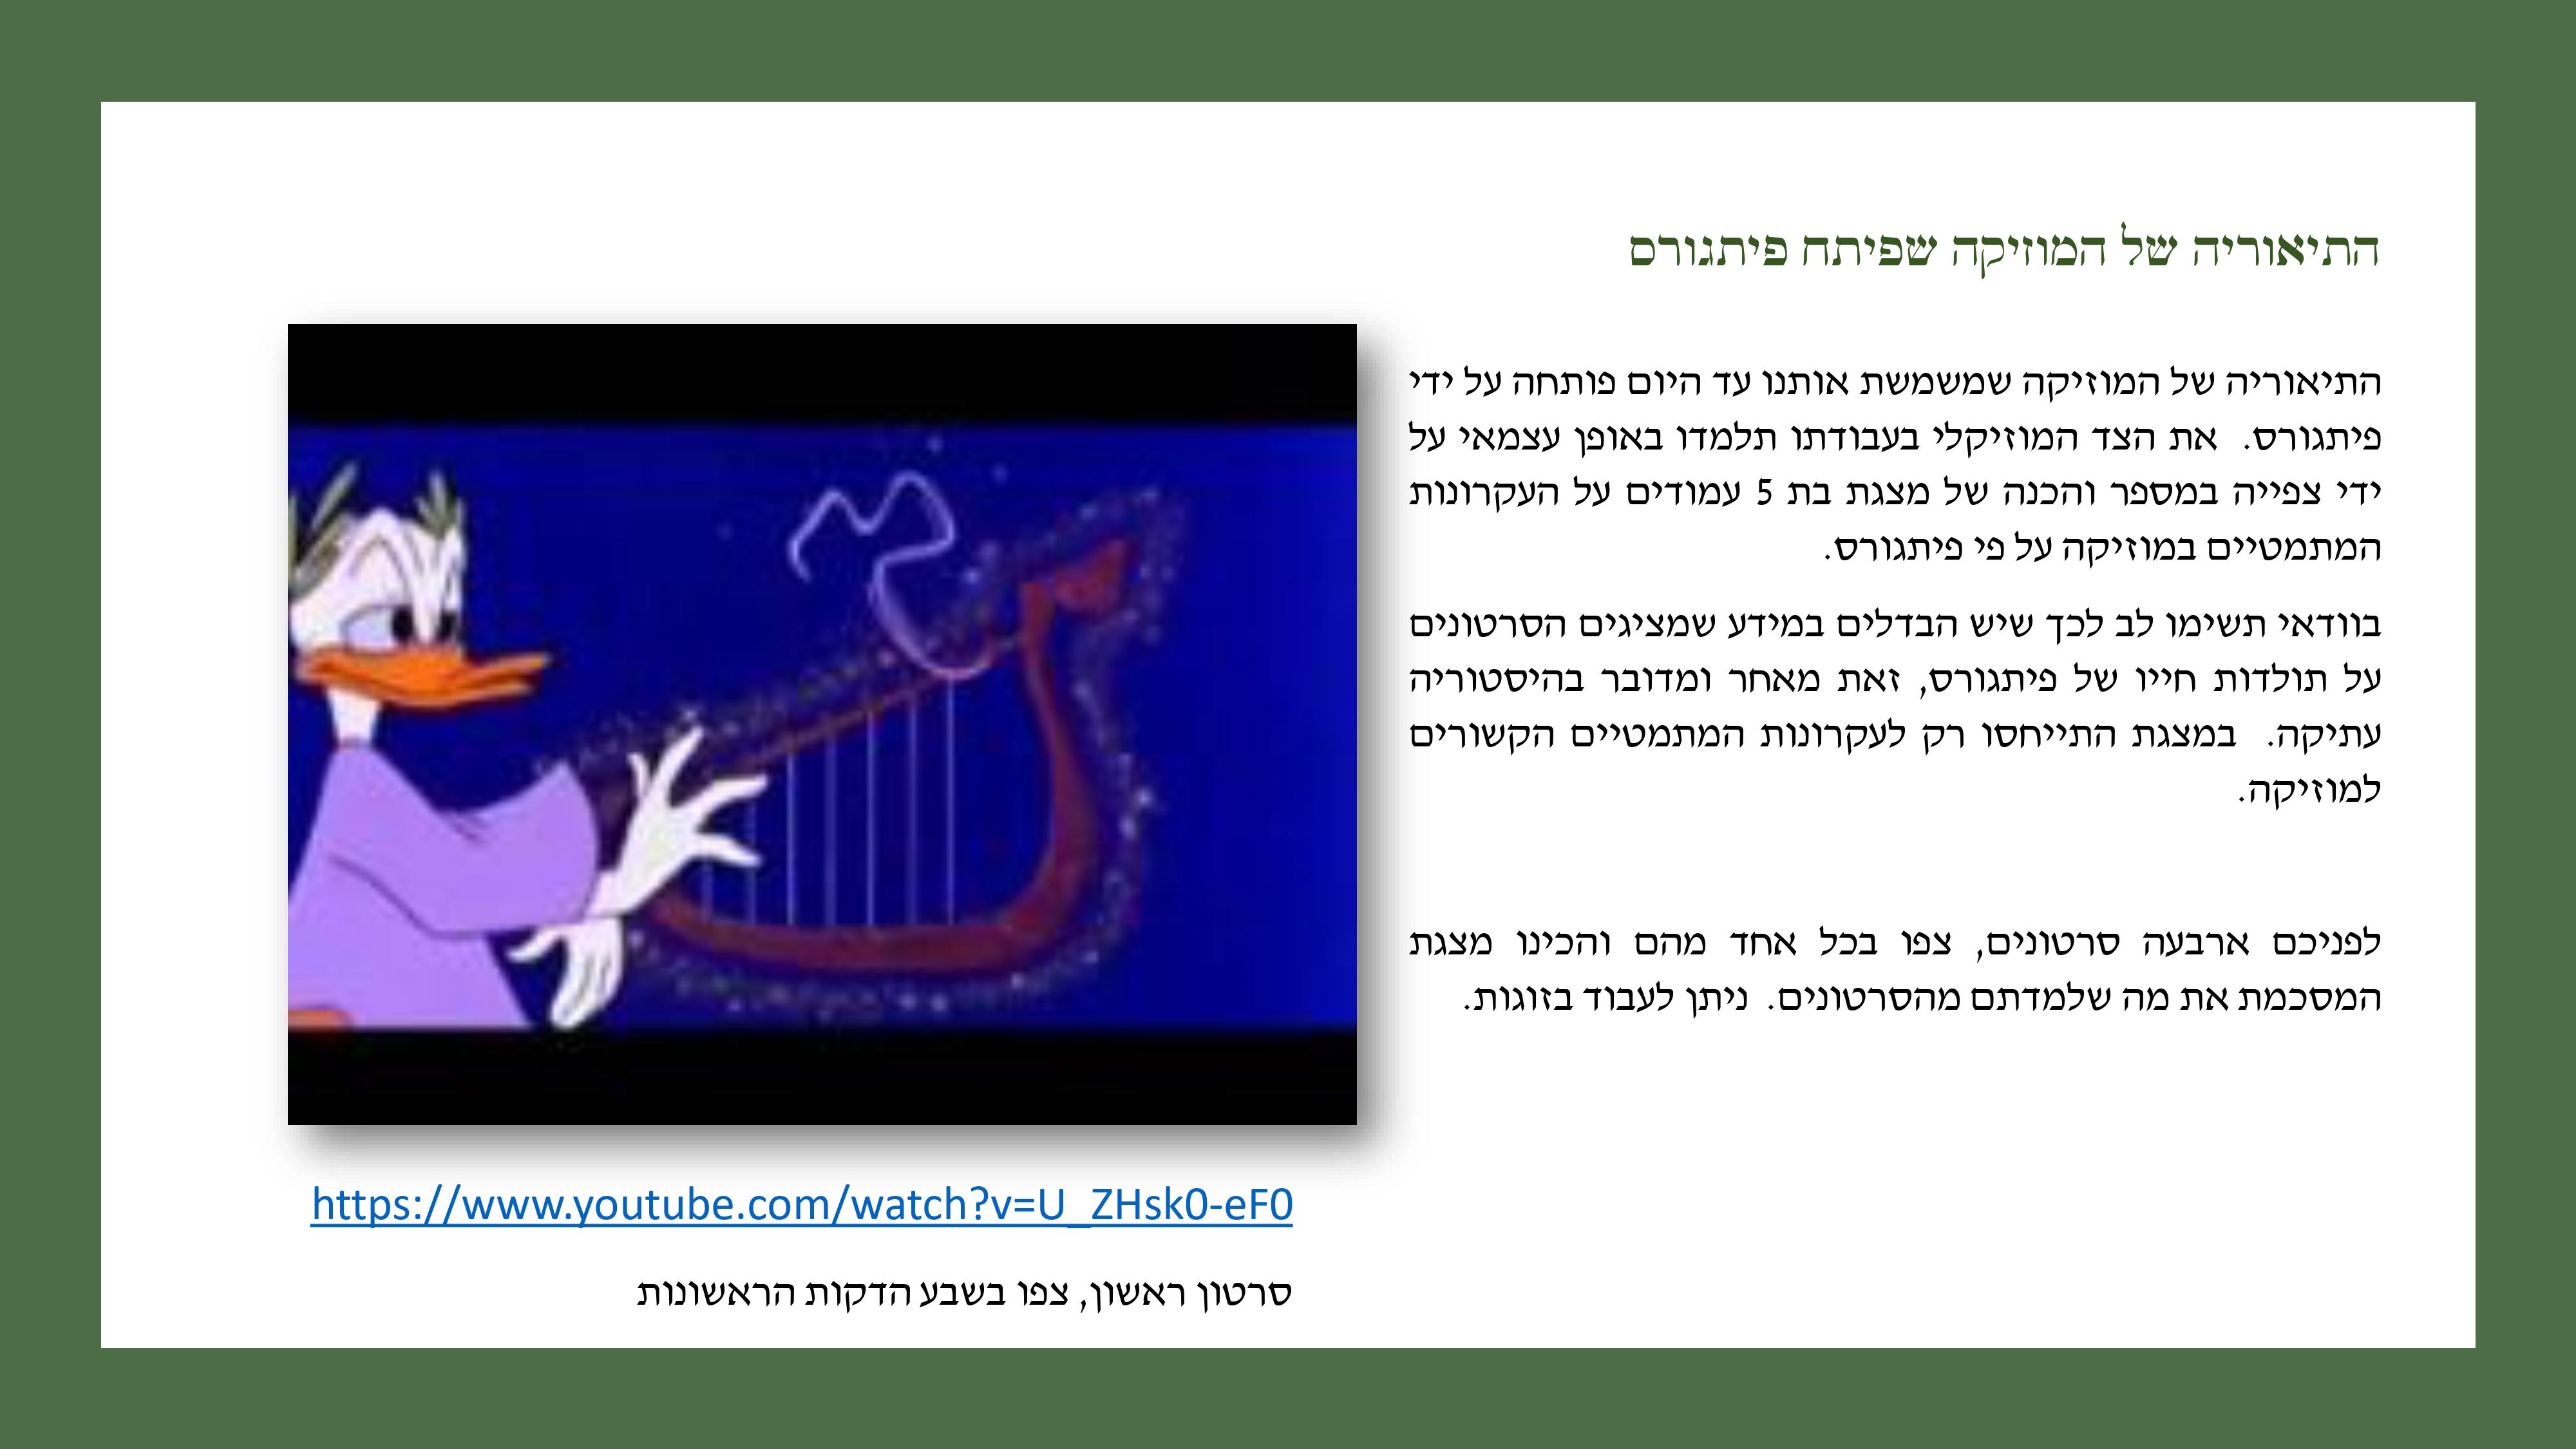 התיאוריה של המוזיקה שפיתח פיתגורס
התיאוריה של המוזיקה שמשמשת אותנו עד היום פותחה על ידי
פיתגורס.  את הצד המוזיקלי בעבודתו תלמדו באופן עצמאי על
ידי צפייה במספר והכנה של מצגת בת 5 עמודים על העקרונות
המתמטיים במוזיקה על פי פיתגורס.
בוודאי תשימו לב לכך שיש הבדלים במידע שמציגים הסרטונים
על תולדות חייו של פיתגורס, זאת מאחר ומדובר בהיסטוריה
עתיקה.  במצגת התייחסו רק לעקרונות המתמטיים הקשורים
למוזיקה.
לפניכם ארבעה סרטונים, צפו בכל אחד מהם והכינו מצגת
המסכמת את מה שלמדתם מהסרטונים.  ניתן לעבוד בזוגות.
https://www.youtube.com/watch?v=U_ZHsk0-eF0
סרטון ראשון, צפו בשבע הדקות הראשונות